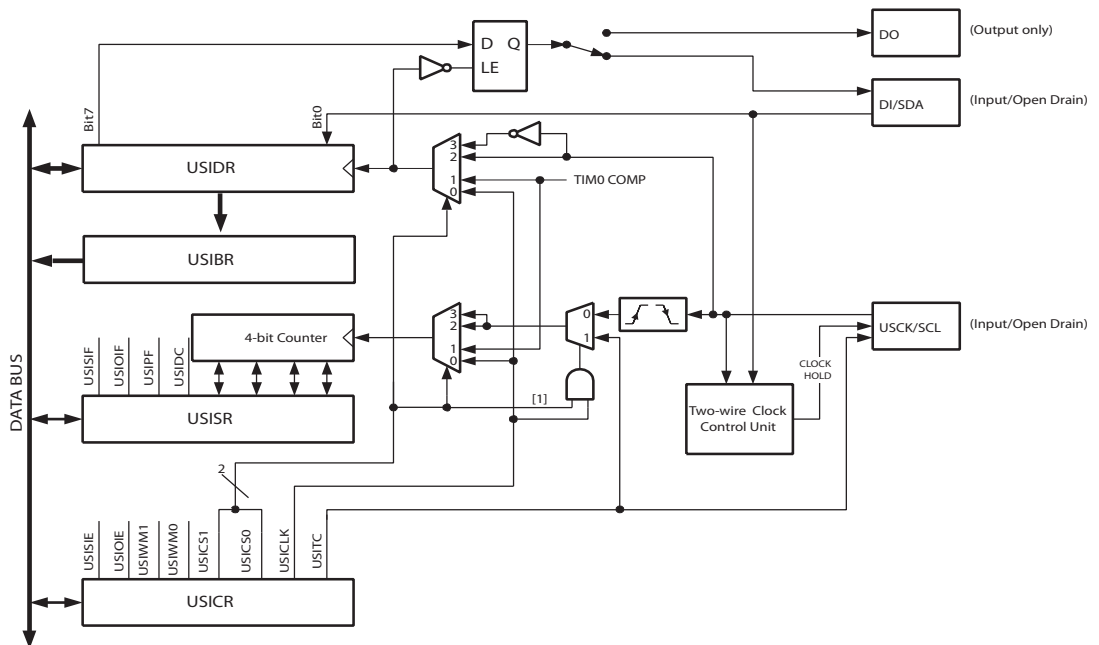 D Q
LE
DO
(Output only)
DI/SDA
(Input/Open Drain)
Bit7
Bit0
USIDR
3
2
1
0
TIM0 COMP
USIBR
4-bit Counter
3
2
1
0
0
1
USCK/SCL
(Input/Open Drain)
CLOCK
HOLD
USISIF
USIOIF
USIPF
USIDC
[1]
Two-wire Clock
Control Unit
DATA BUS
USISR
2
USISIE
USIOIE
USIWM1
USIWM0
USICS1
USICS0
USICLK
USITC
USICR